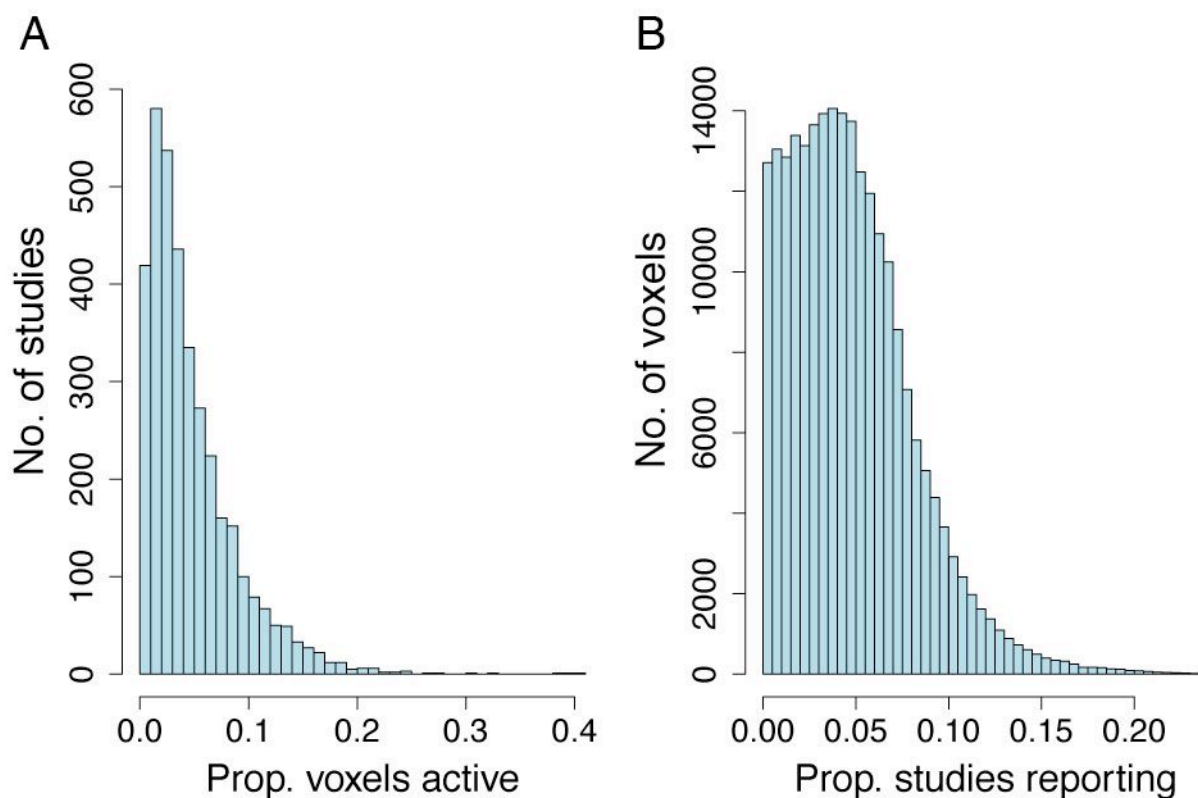 A
600
500
400
300
200
100
0
No. of studies
0.0 0.1 0.2 0.3 0.4
Prop. voxels active
B
14000
10000
6000
2000
0
No. of voxels
0.00 0.05 0.10 0.15 0.20
Prop. studies reporting